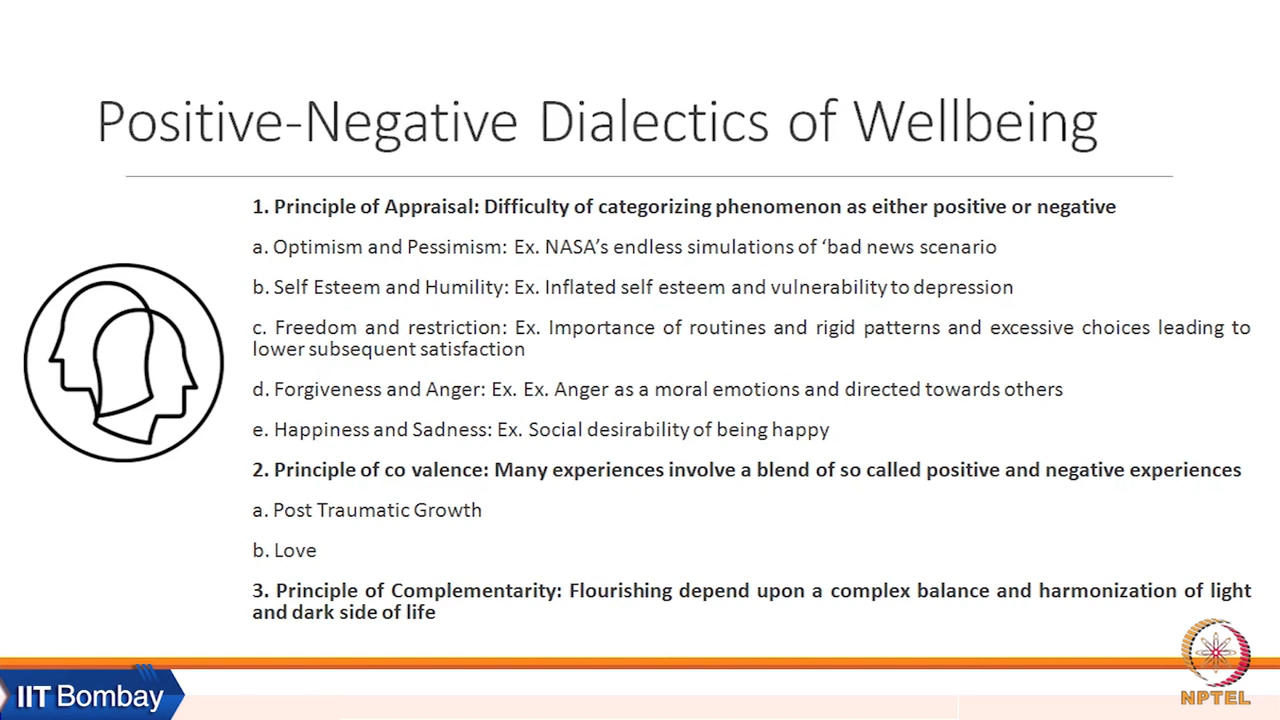 Positive-Negative Dialectics of Wellbeing
1. Principle of Appraisal: Difficulty of categorizing phenomenon as either positive or negative
a. Optimism and Pessimism: Ex. NASA’s endless simulations of ‘bad news scenario
b. Self Esteem and Humility: Ex. Inflated self esteem and vulnerability to depression
c. Freedom and restriction: Ex. Importance of routines and rigid patterns and excessive choices leading to
lower subsequent satisfaction
d. Forgiveness and Anger: Ex. Ex. Anger as a moral emotions and directed towards others
e. Happiness and Sadness: Ex. Social desirability of being happy
2. Principle of co valence: Many experiences involve a blend of so called positive and negative experiences
a. Post Traumatic Growth
b. Love
3. Principle of Complementarity: Flourishing depend upon a complex balance and harmonization of light
and dark side of life
IIT Bombay
NPTEL